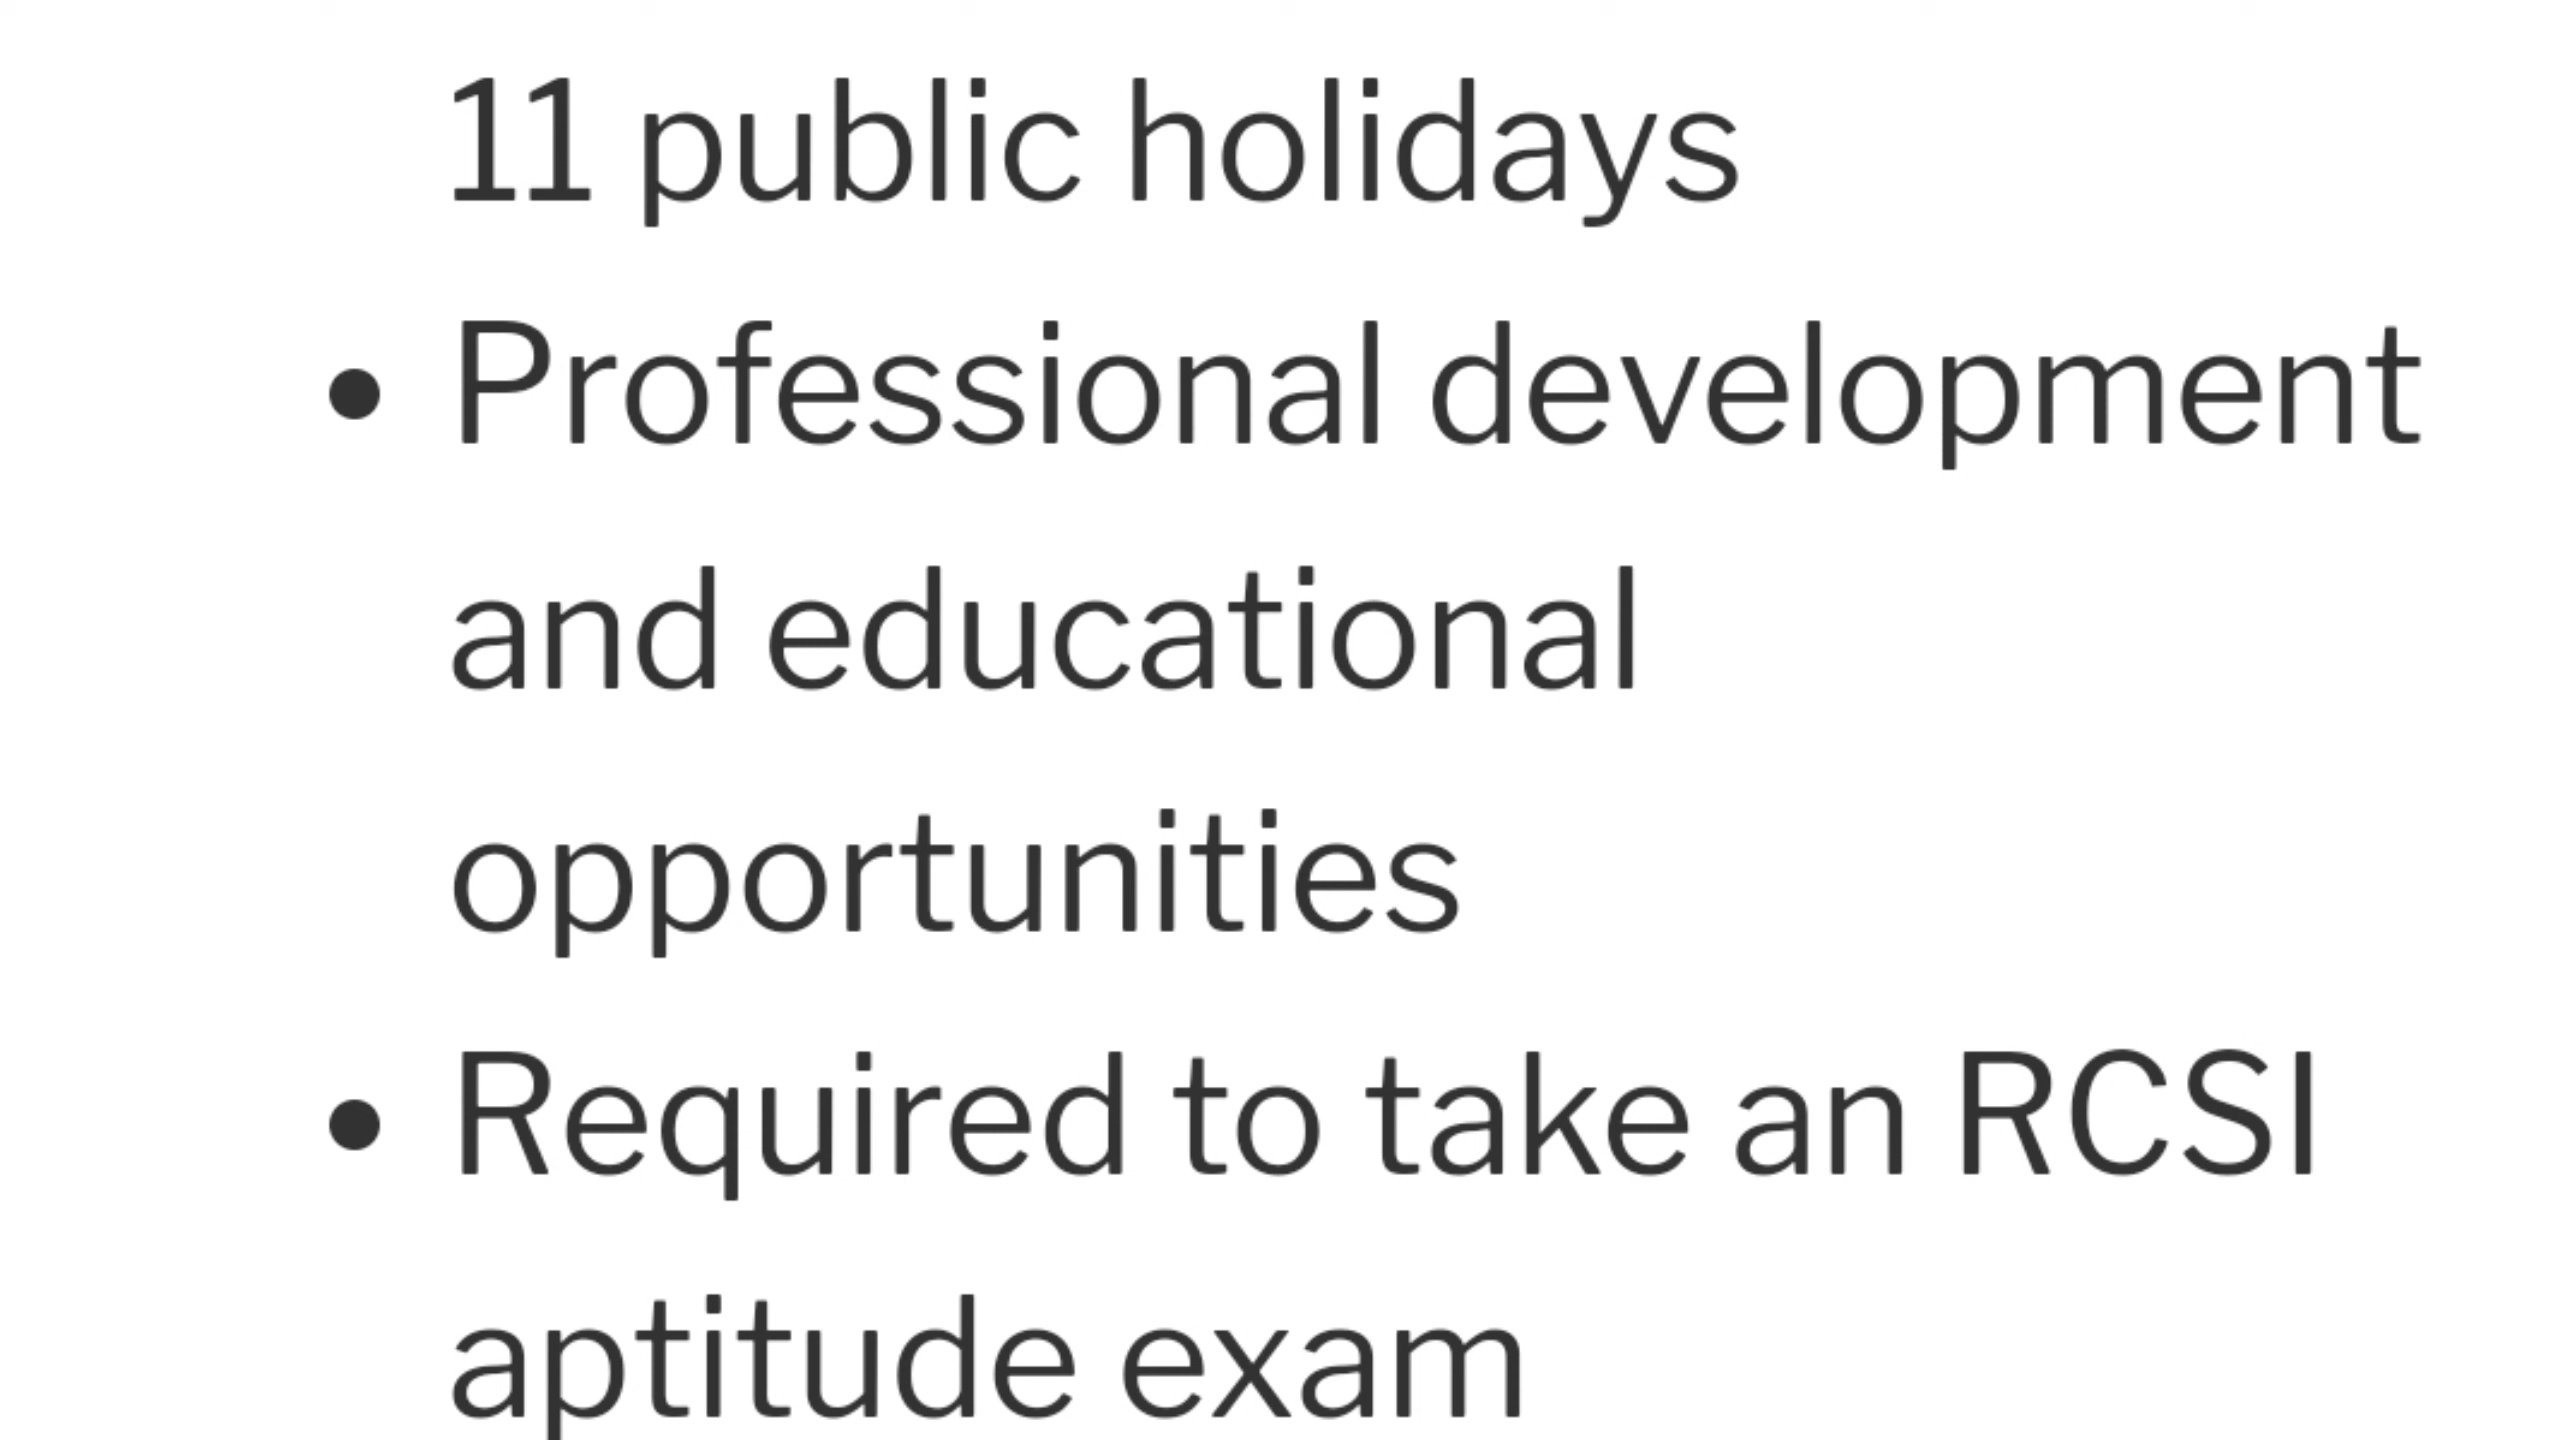 11 public holidays
• Professional development
and educational
opportunities
• Required to take an RCSI
aptitude exam